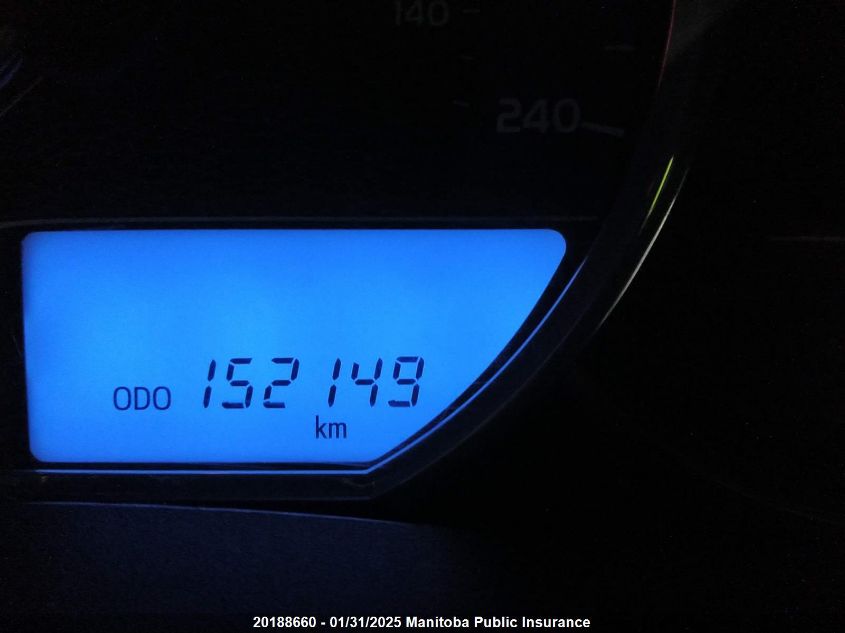 140
240
ODO 152149
km
20188660 - 01/31/2025 Manitoba Public Insurance